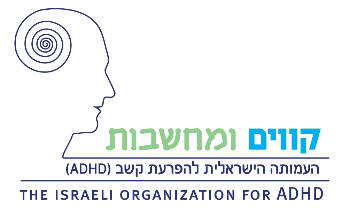 קווים ומחשבות
העמותה הישראלית להפרעת קשב (ADHD)
THE ISRAELI ORGANIZATION FOR ADHD